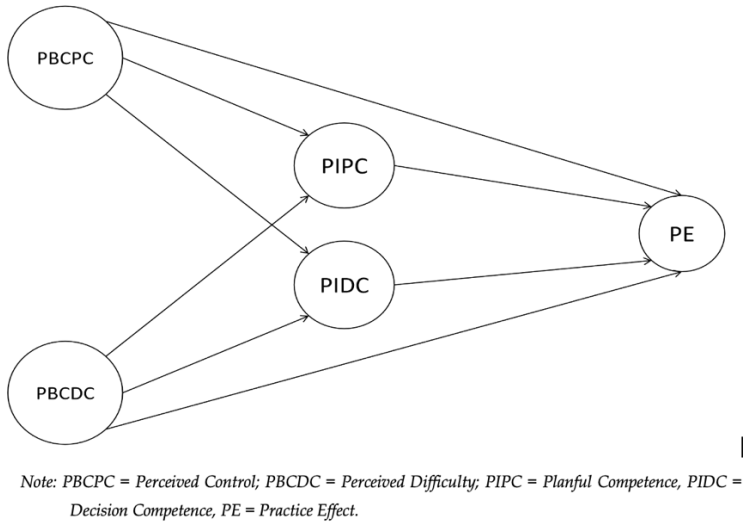 PBCPC
PIPC
PE
PIDC
PBCDC
Note: PBCPC = Perceived Control; PBCDC = Perceived Difficulty; PIPC = Planful Competence, PIDC =
Decision Competence, PE = Practice Effect.